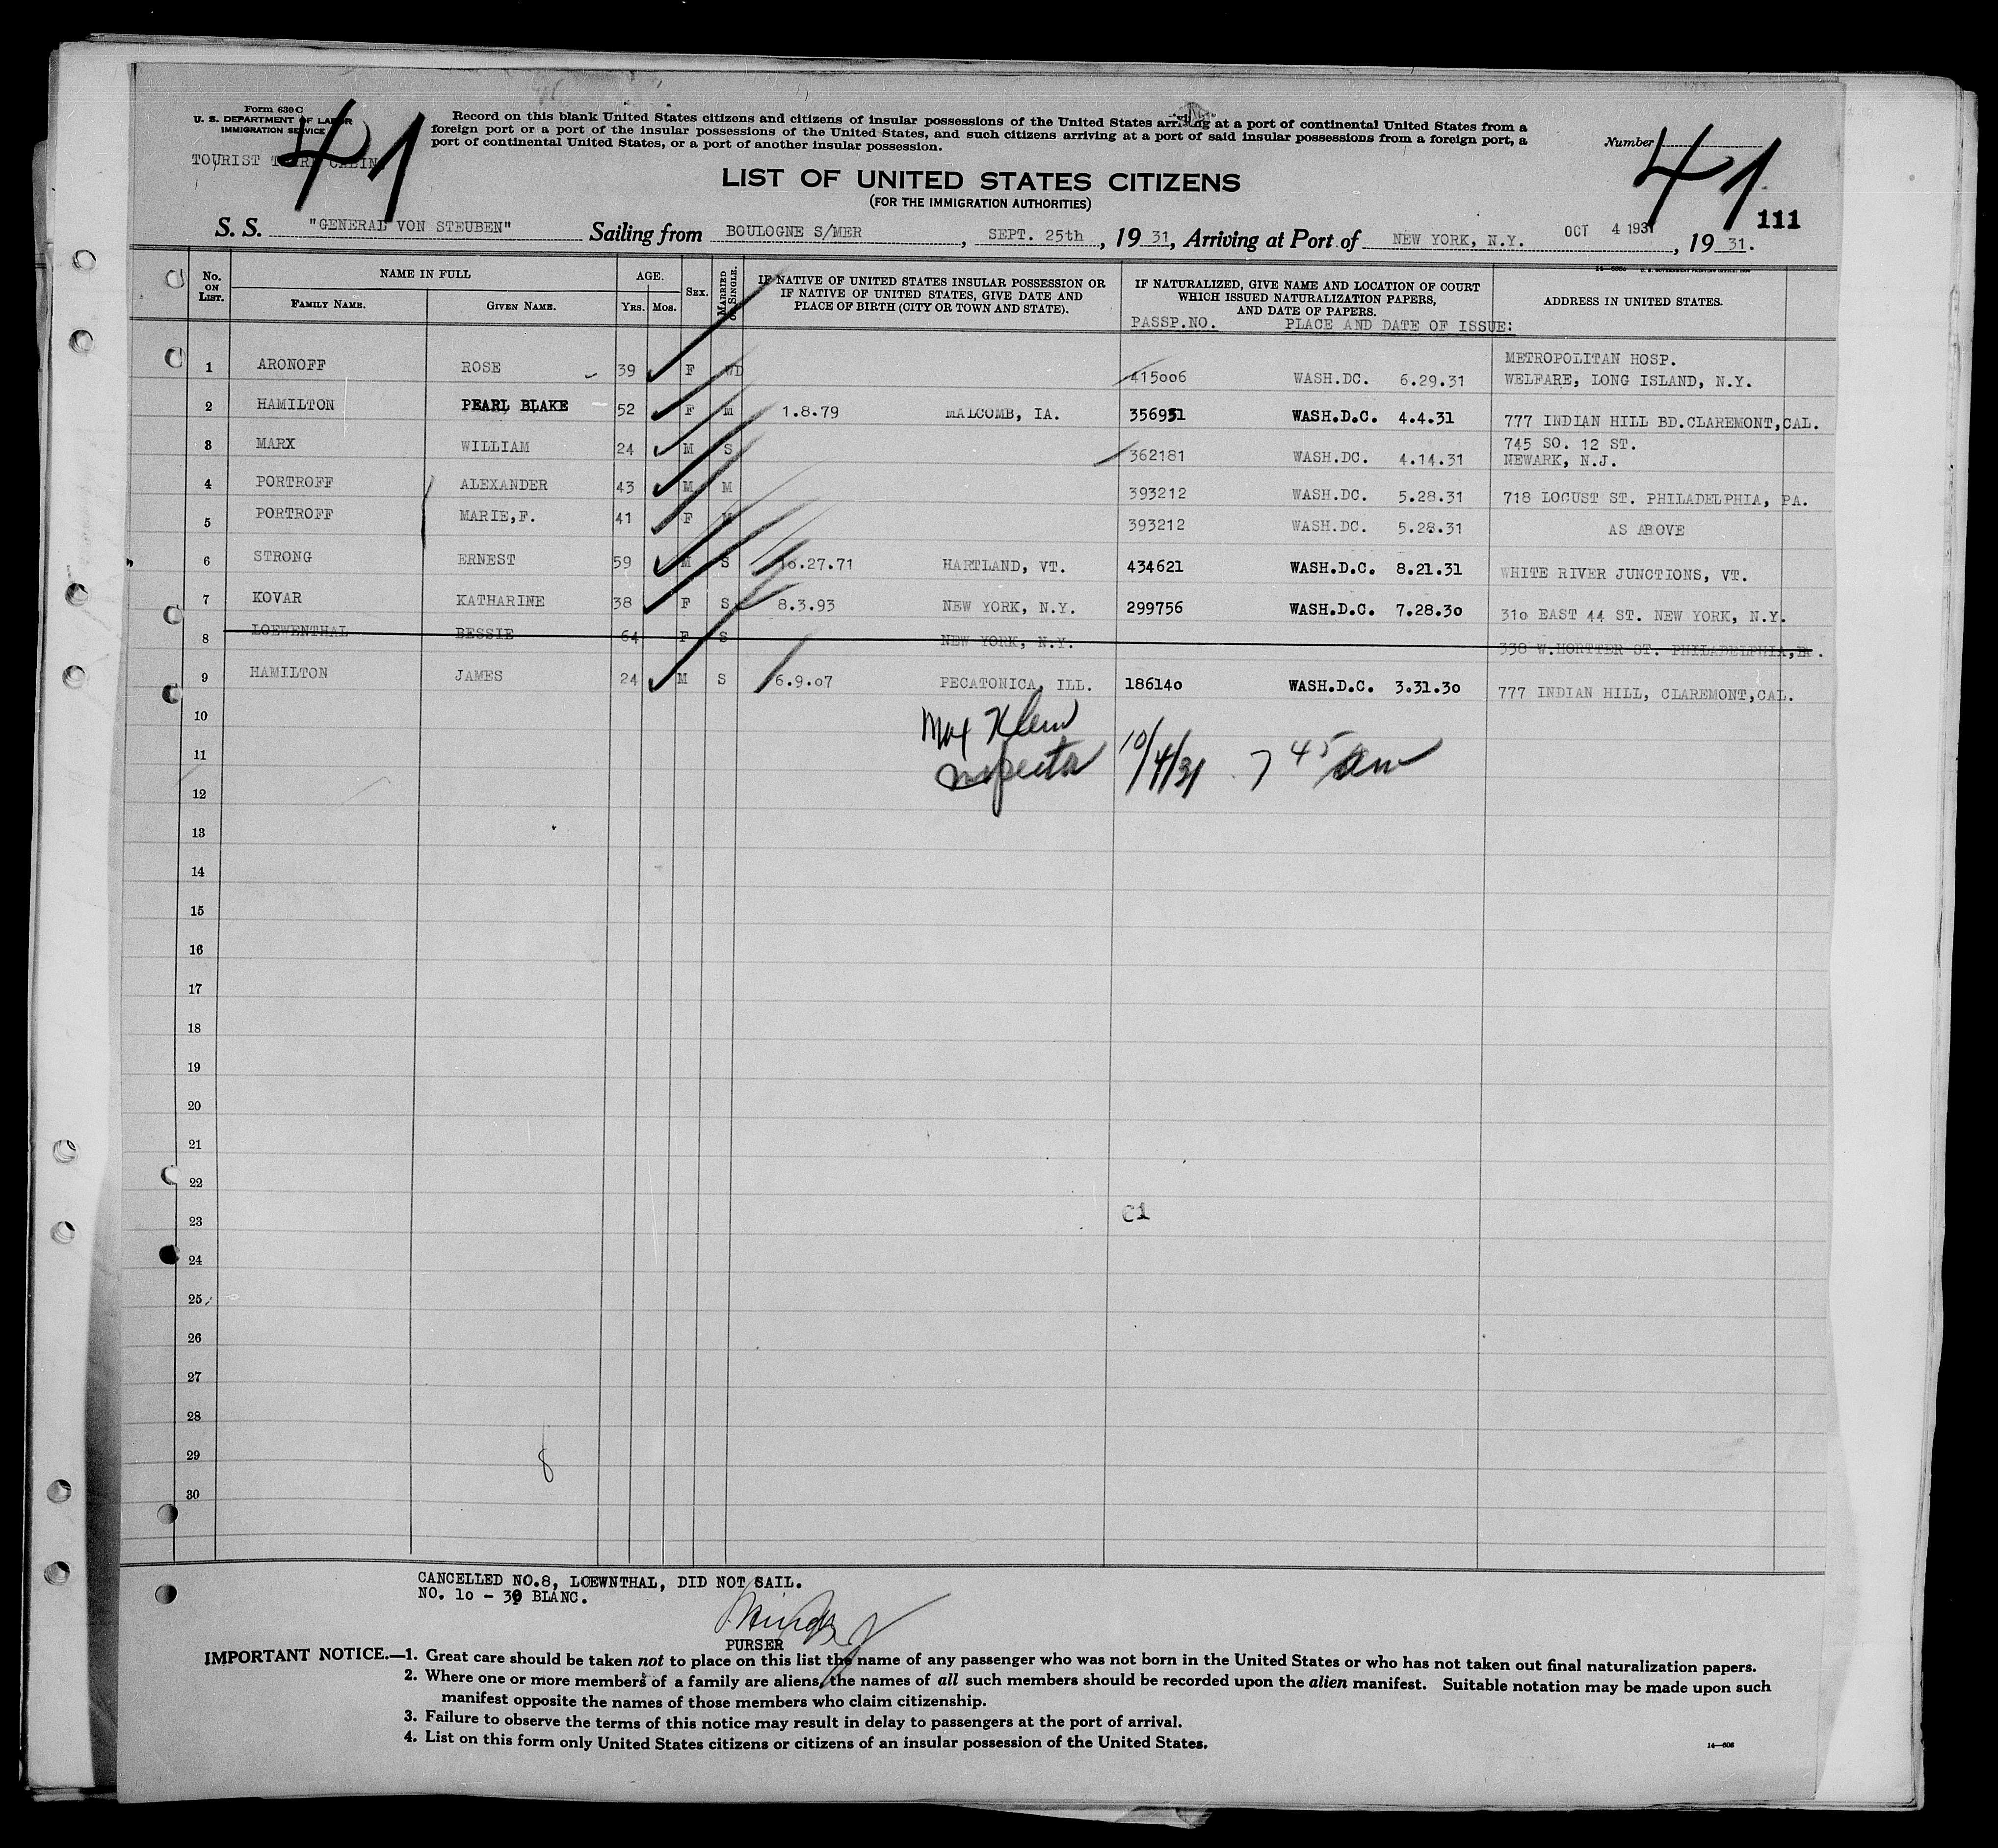 Form 630 C
U. S. DEPARTMENT OF LABOR
IMMIGRATION SERVICE
TOURIST THIRD CABIN
41
Record on this blank United States citizens and citizens of insular possessions of the United States arriving at a port of continental United States from a
foreign port or a port of the insular possessions of the United States, and such citizens arriving at a port of said insular possessions from a foreign port, a
port of continental United States, or a port of another insular possession.
Number
41
111
LIST OF UNITED STATES CITIZENS
(FOR THE IMMIGRATION AUTHORITIES)
S. S. "GENERAL VON STEUBEN" Sailing from BOULOGNE S/MER, SEPT. 25th, 1931, Arriving at Port of NEW YORK, N.Y. OCT 4 1931, 1931.
No. ON LIST. NAME IN FULL FAMILY NAME. GIVEN NAME. AGE. YRS. MOS. SEX. MARRIED OR SINGLE. IF NATIVE OF UNITED STATES INSULAR POSSESSION OR IF NATIVE OF UNITED STATES, GIVE DATE AND PLACE OF BIRTH (CITY OR TOWN AND STATE). IF NATURALIZED, GIVE NAME AND LOCATION OF COURT WHICH ISSUED NATURALIZATION PAPERS, AND DATE OF PAPERS. ADDRESS IN UNITED STATES.
PASSP.NO. PLACE AND DATE OF ISSUE:
METROPOLITAN HOSP.
1 ARONOFF ROSE 39 F WD 415006 WASH.DC. 6.29.31 WELFARE, LONG ISLAND, N.Y.
2 HAMILTON PEARL BLAKE 52 F M 1.8.79 MALCOMB, IA. 356951 WASH.D.C. 4.4.31 777 INDIAN HILL BD.CLAREMONT,CAL.
745 SO. 12 ST.
3 MARX WILLIAM 24 M S 362181 WASH.DC. 4.14.31 NEWARK, N.J.
4 PORTROFF ALEXANDER 43 M M 393212 WASH.DC. 5.28.31 718 LOCUST ST. PHILADELPHIA, PA.
5 PORTROFF MARIE,F. 41 F M 393212 WASH.DC. 5.28.31 AS ABOVE
6 STRONG ERNEST 59 M S 10.27.71 HARTLAND, VT. 434621 WASH.D.C. 8.21.31 WHITE RIVER JUNCTIONS, VT.
7 KOVAR KATHARINE 38 F S 8.3.93 NEW YORK, N.Y. 299756 WASH.D.C. 7.28.30 310 EAST 44 ST. NEW YORK, N.Y.
8 LOEWENTHAL BESSIE 64 F S NEW YORK, N.Y. 338 W.HORTTER ST. PHILADELPHIA,PA.
9 HAMILTON JAMES 24 M S 6.9.07 PECATONICA, ILL. 186140 WASH.D.C. 3.31.30 777 INDIAN HILL, CLAREMONT,CAL.
10
Max Klein
11
Inspector 10/4/31 7 45 am
12
13
14
15
16
17
18
19
20
21
22
23
C1
24
25
26
27
28
29
8
30
CANCELLED NO.8, LOEWNTHAL, DID NOT SAIL.
NO. 10 - 30 BLANC.
PURSER
IMPORTANT NOTICE.—1. Great care should be taken not to place on this list the name of any passenger who was not born in the United States or who has not taken out final naturalization papers.
2. Where one or more members of a family are aliens, the names of all such members should be recorded upon the alien manifest. Suitable notation may be made upon such
manifest opposite the names of those members who claim citizenship.
3. Failure to observe the terms of this notice may result in delay to passengers at the port of arrival.
4. List on this form only United States citizens or citizens of an insular possession of the United States.
14—608